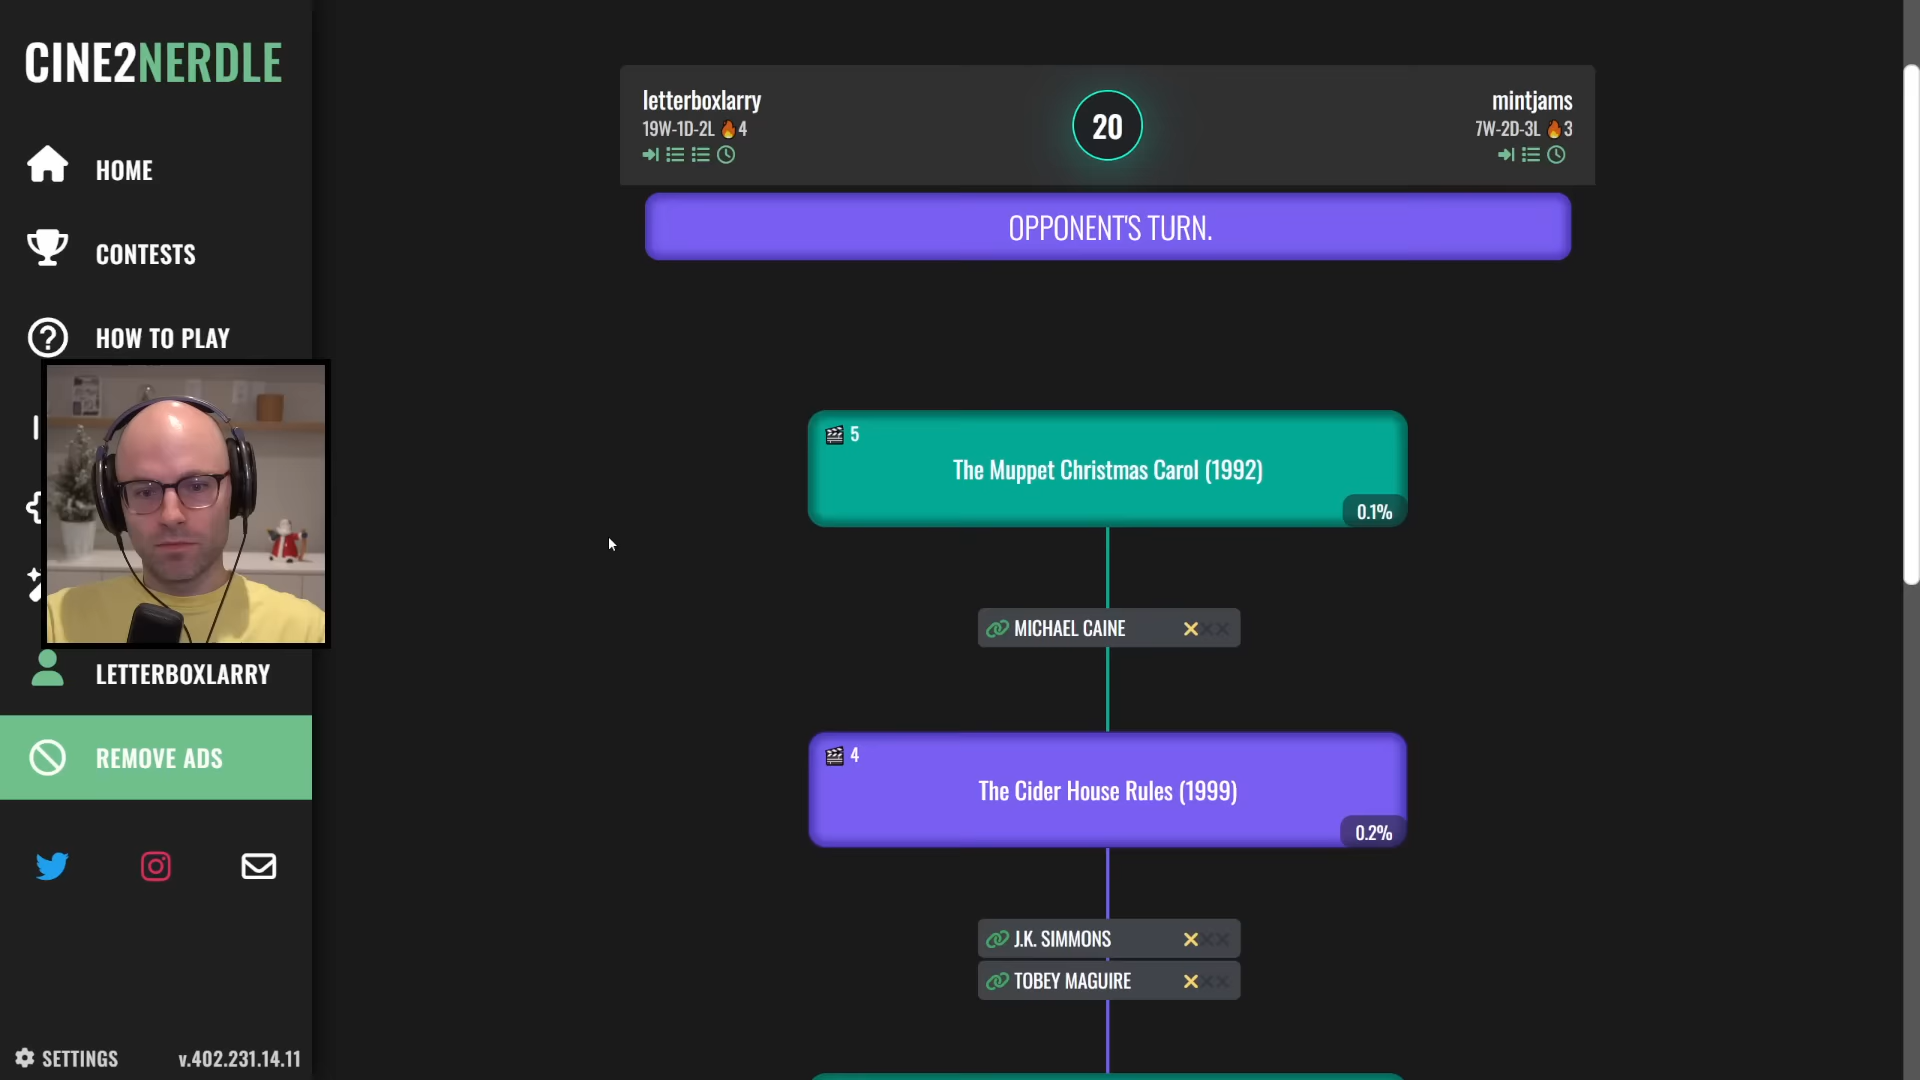 CINE2NERDLE
HOME
CONTESTS
HOW TO PLAY
LETTERBOXLARRY
REMOVE ADS
SETTINGS
v.402.231.14.11
letterboxlarry
19W-1D-2L 🔥4
20
mintjams
7W-2D-3L 🔥3
OPPONENT'S TURN.
5
The Muppet Christmas Carol (1992)
0.1%
MICHAEL CAINE
4
The Cider House Rules (1999)
0.2%
J.K. SIMMONS
TOBEY MAGUIRE